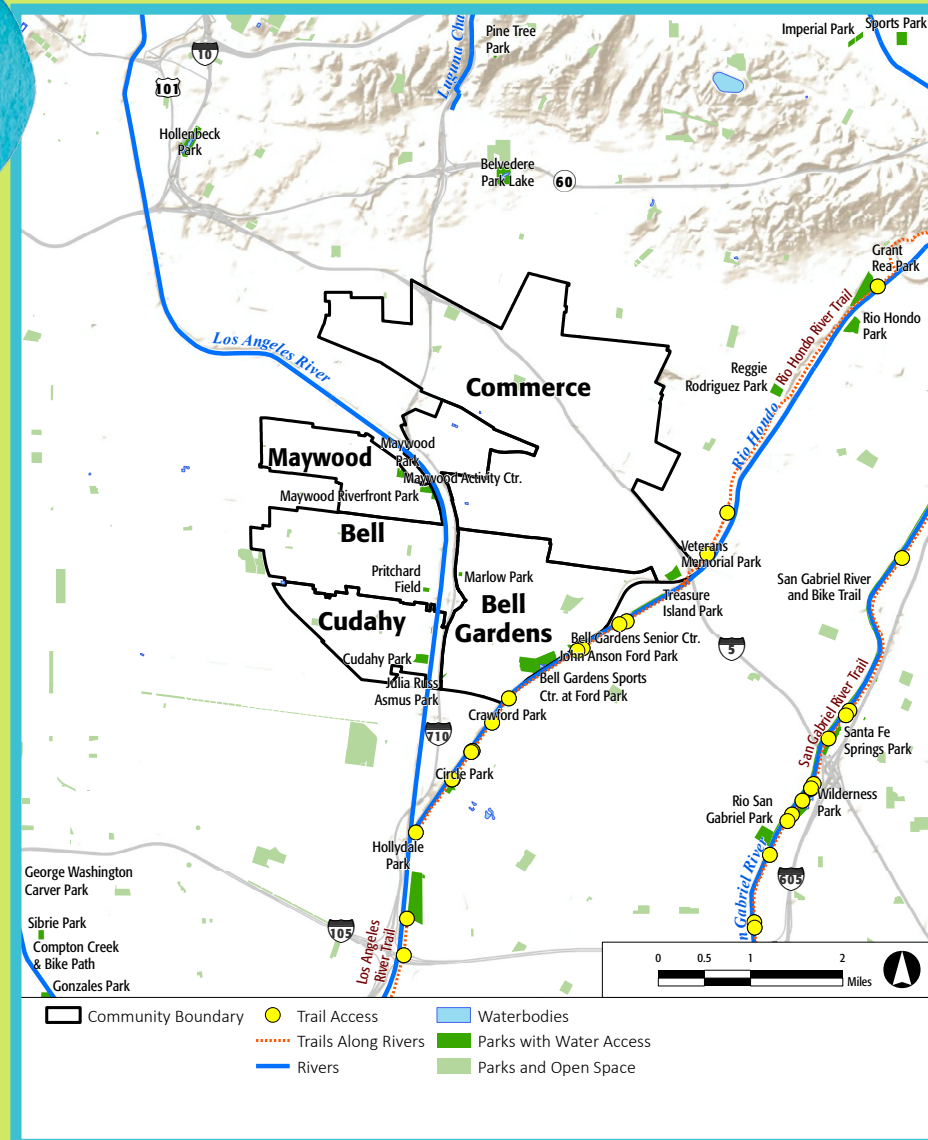 Pine Tree
Park
Imperial Park
Sports Park
10
101
Hollenbeck
Park
Belvedere
Park Lake
60
Grant
Rea Park
Rio Hondo River Trail
Rio Hondo
Park
Los Angeles River
Reggie
Rodriguez Park
Commerce
Rio Hondo
Maywood
Maywood
Park
Maywood Activity Ctr.
Maywood Riverfront Park
Bell
Veterans
Memorial Park
Pritchard
Field
Marlow Park
San Gabriel River
and Bike Trail
Treasure
Island Park
Bell
Gardens
Cudahy
5
Bell Gardens Senior Ctr.
John Anson Ford Park
Cudahy Park
Bell Gardens Sports
Ctr. at Ford Park
Julia Russ
Asmus Park
San Gabriel River Trail
Crawford Park
710
Santa Fe
Springs Park
Circle Park
Rio San
Gabriel Park
Wilderness
Park
Hollydale
Park
George Washington
Carver Park
605
n Gabriel River
Sibrie Park
105
Los Angeles
River Trail
Compton Creek
& Bike Path
Gonzales Park
0 0.5 1 2
Miles
Community Boundary
Trail Access
Waterbodies
Trails Along Rivers
Parks with Water Access
Rivers
Parks and Open Space